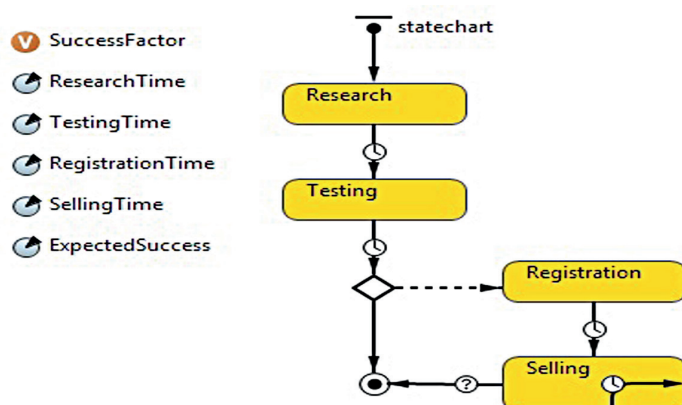 statechart
V SuccessFactor
ResearchTime
TestingTime
RegistrationTime
SellingTime
ExpectedSuccess
Research
Testing
Registration
Selling
?